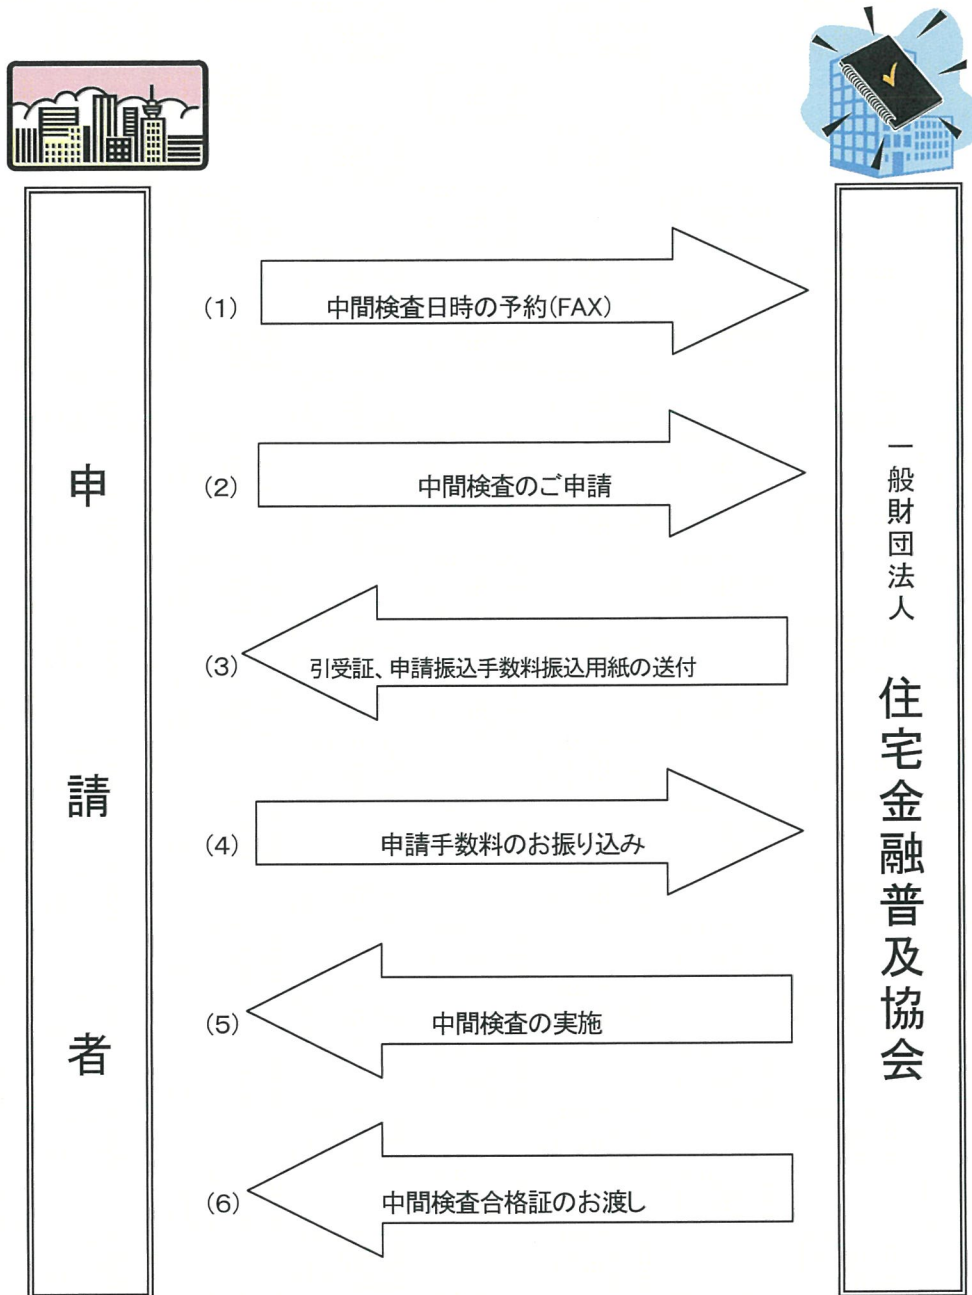 申請者
(1) 中間検査日時の予約(FAX)
(2) 中間検査のご申請
(3) 引受証、申請振込手数料振込用紙の送付
(4) 申請手数料のお振り込み
(5) 中間検査の実施
(6) 中間検査合格証のお渡し
一般財団法人 住宅金融普及協会